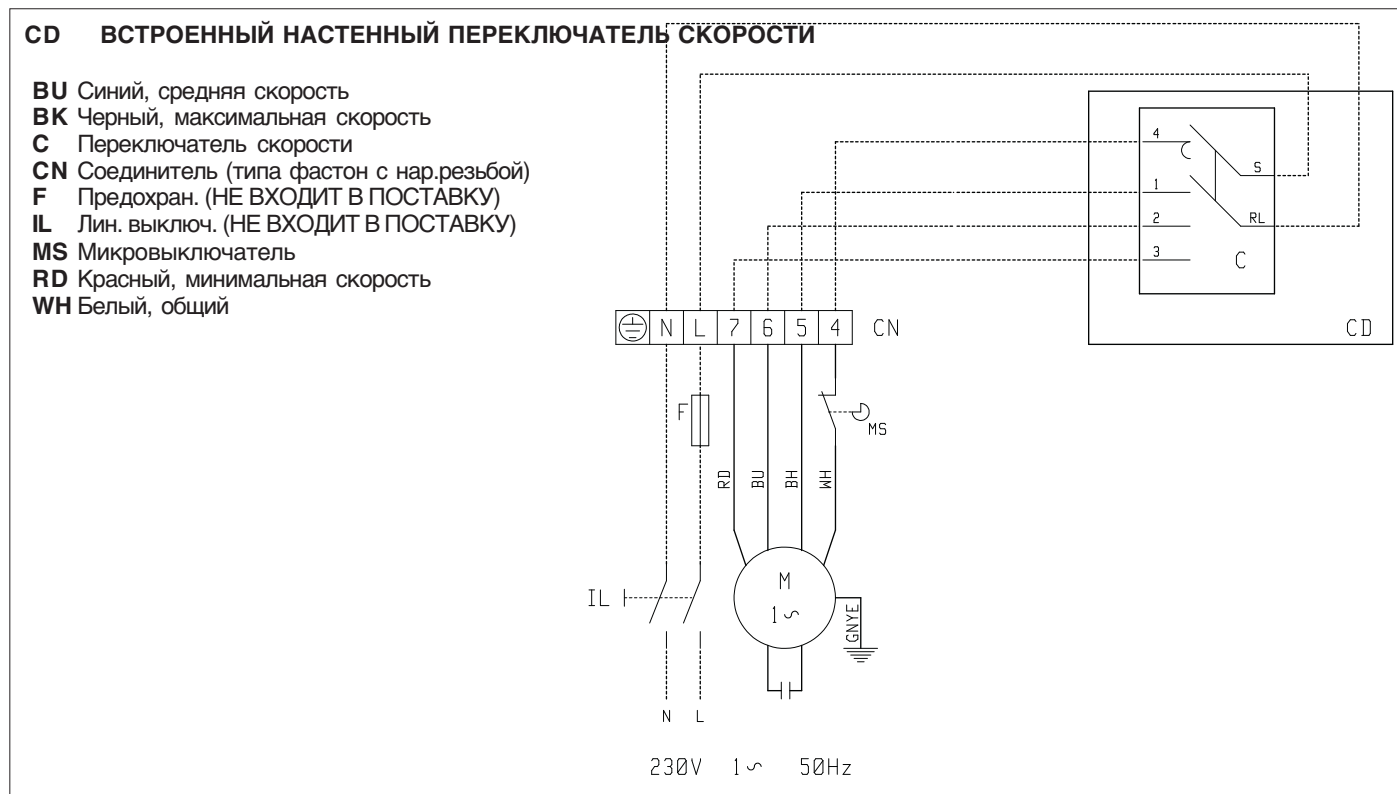 CD ВСТРОЕННЫЙ НАСТЕННЫЙ ПЕРЕКЛЮЧАТЕЛЬ СКОРОСТИ
BU Синий, средняя скорость
BK Черный, максимальная скорость
C Переключатель скорости
CN Соединитель (типа фастон с нар.резьбой)
F Предохран. (НЕ ВХОДИТ В ПОСТАВКУ)
IL Лин. выключ. (НЕ ВХОДИТ В ПОСТАВКУ)
MS Микровыключатель
RD Красный, минимальная скорость
WH Белый, общий
4
S
1
2
RL
3
C
CD
N L 7 6 5 4 CN
F
MS
RD BU BH WH
M
1~
IL
GNYE
N L
230V 1~ 50Hz